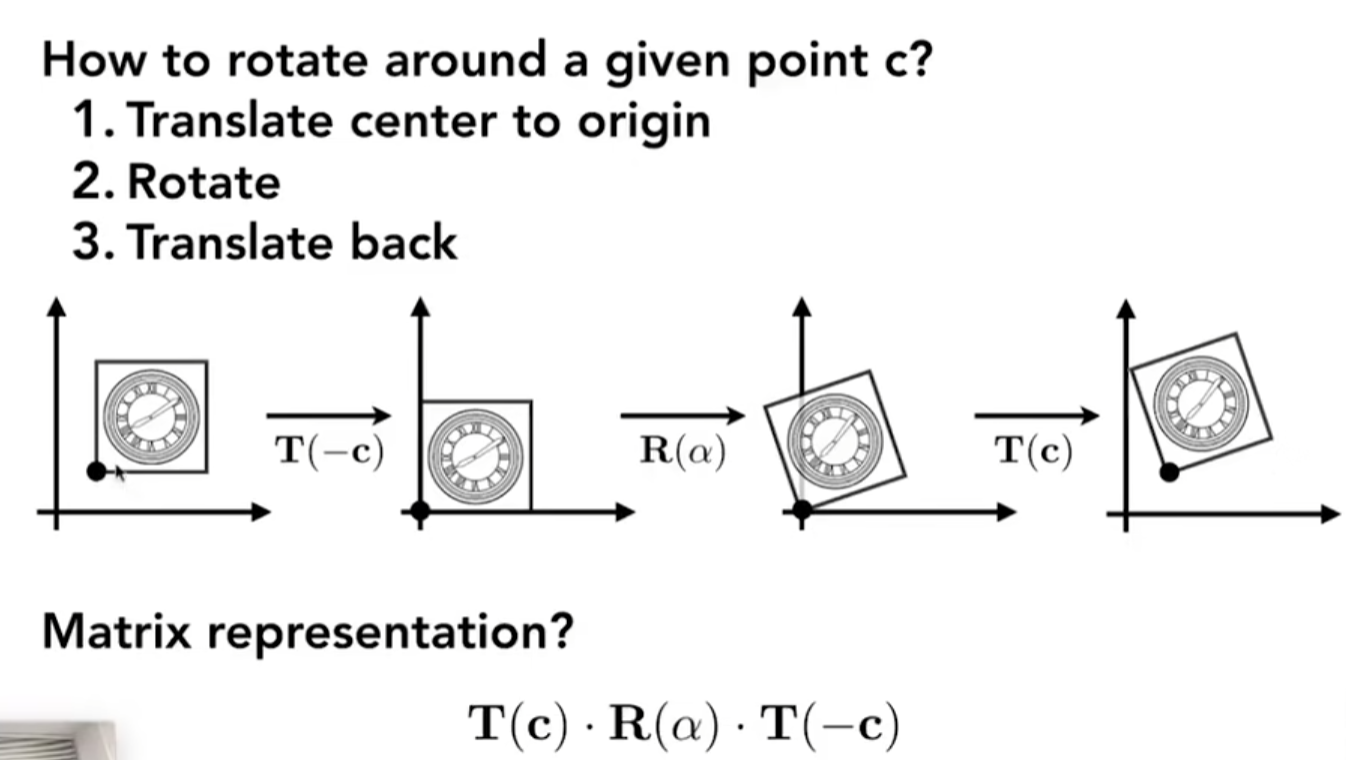 How to rotate around a given point c?
1. Translate center to origin
2. Rotate
3. Translate back
T(−c)
R(α)
T(c)
Matrix representation?
T(c) · R(α) · T(−c)